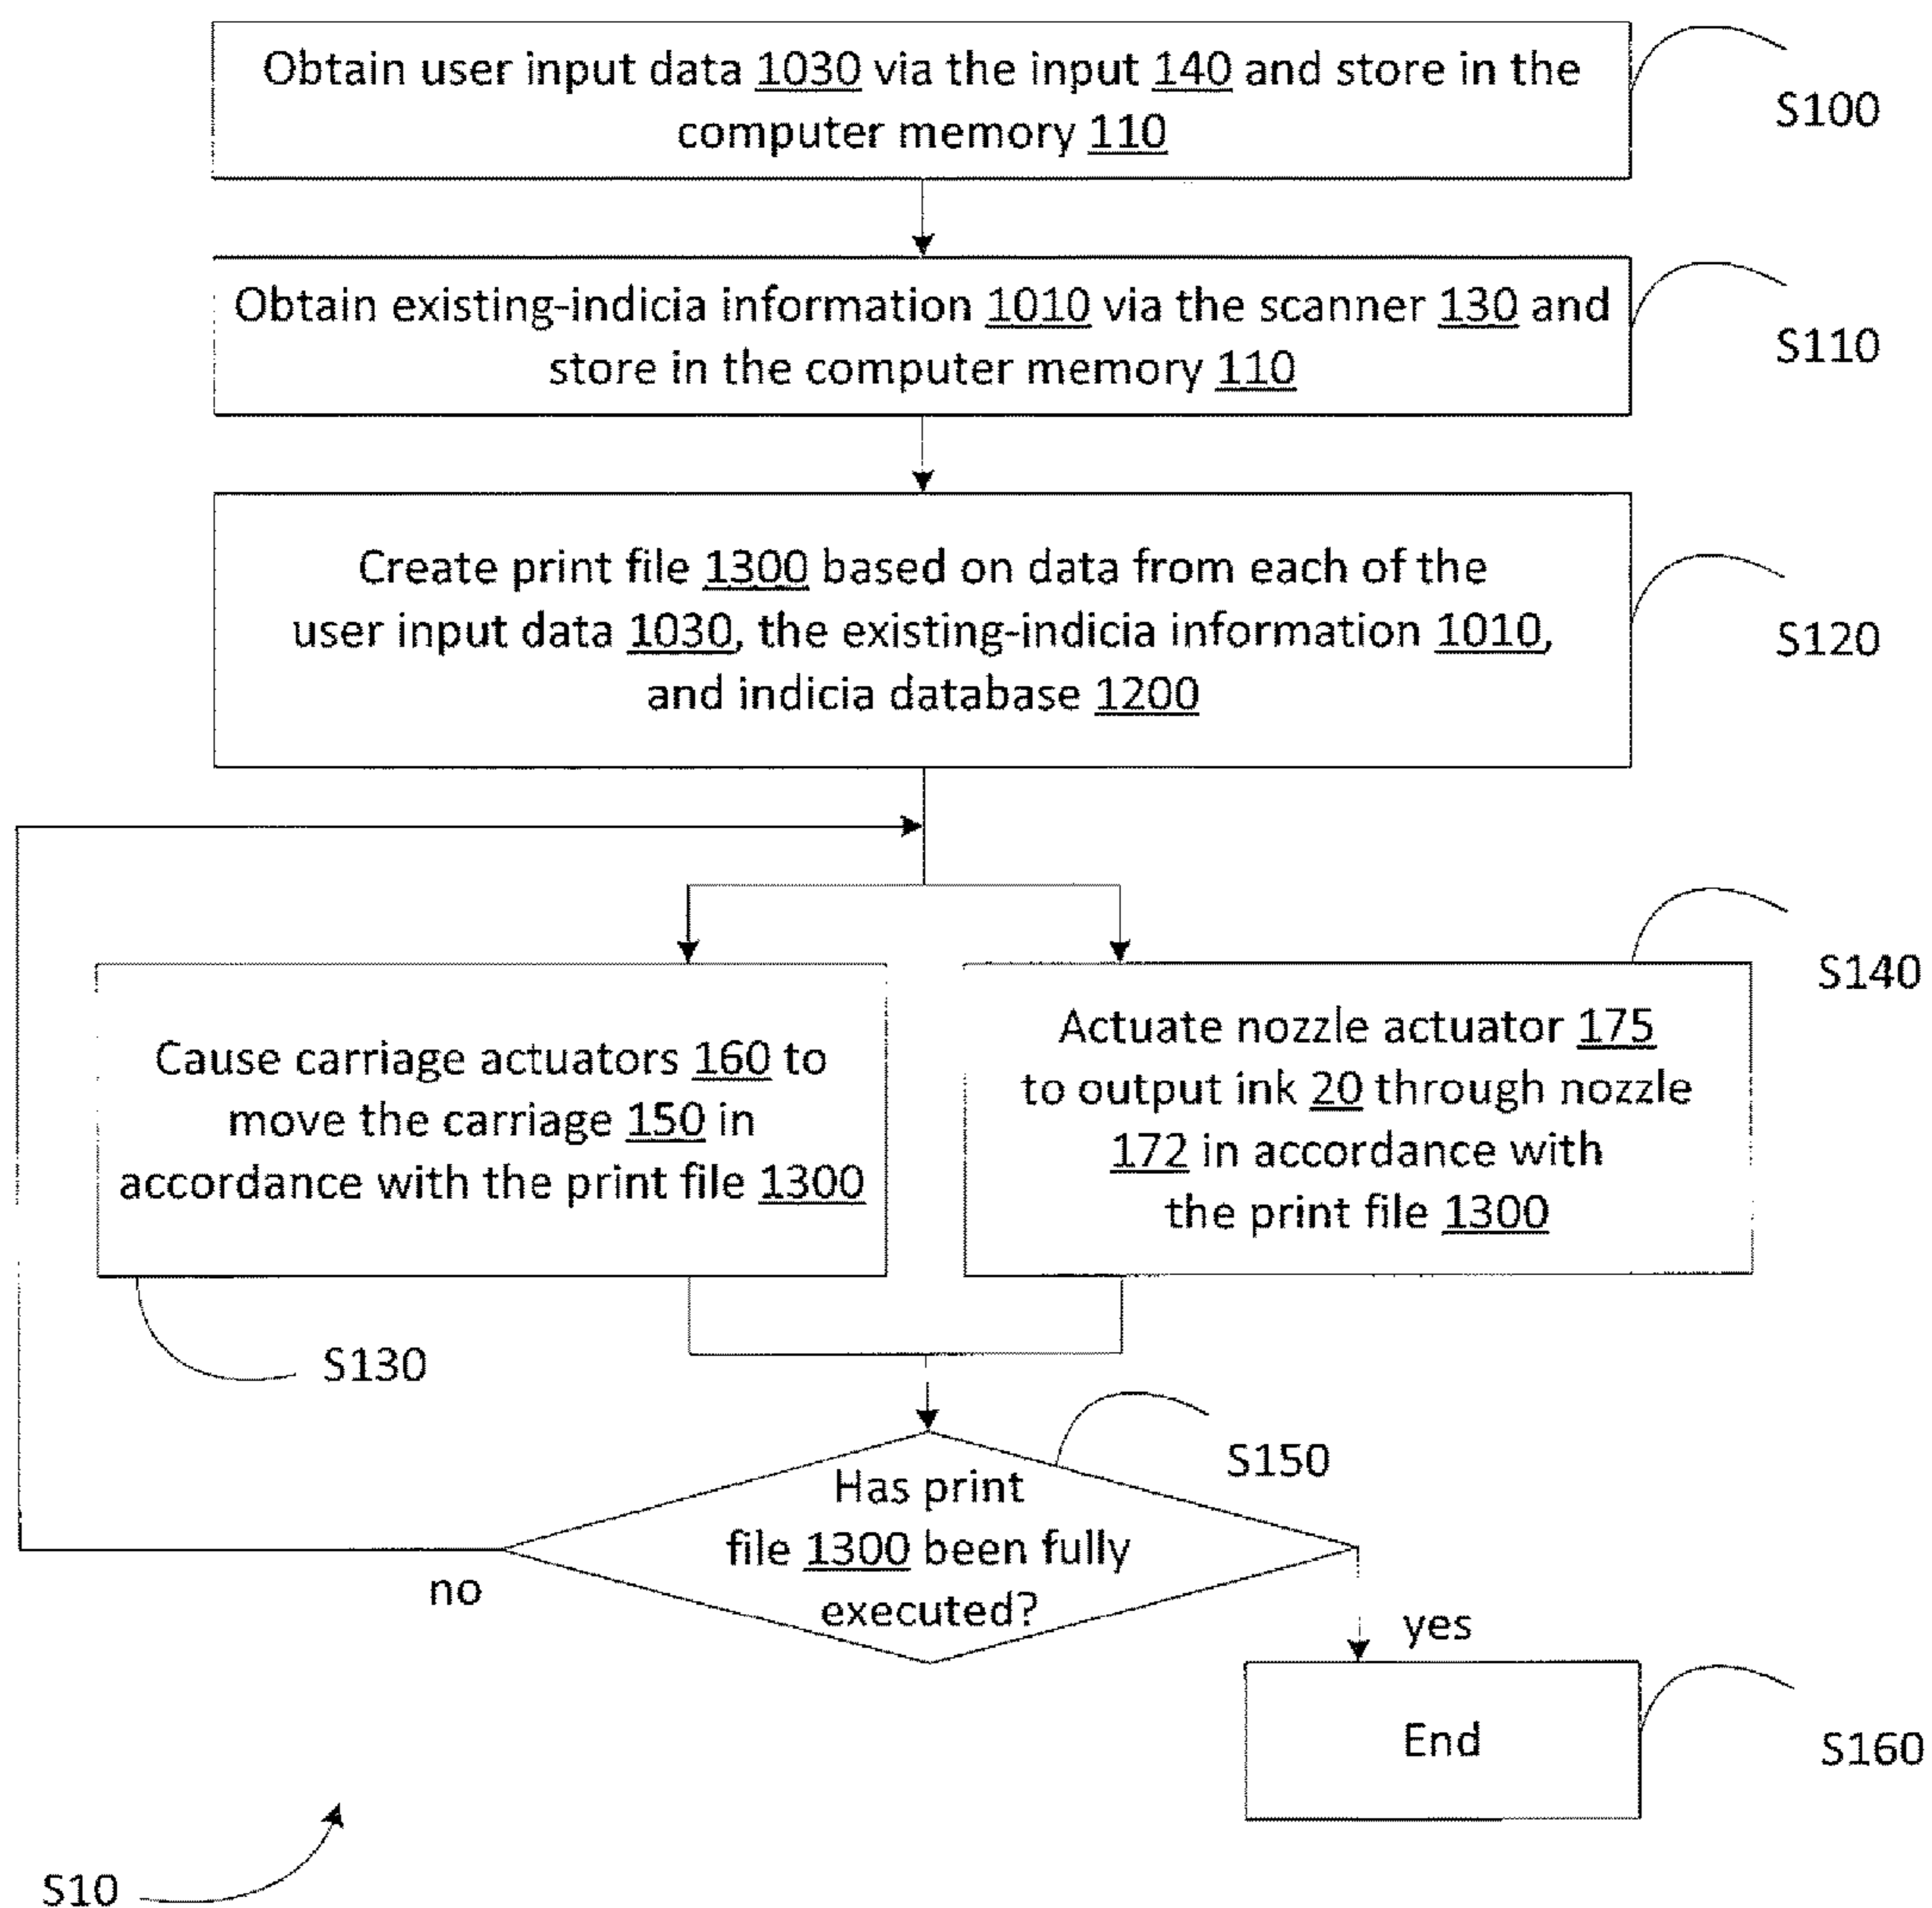 Obtain user input data 1030 via the input 140 and store in the
computer memory 110
S100
Obtain existing-indicia information 1010 via the scanner 130 and
store in the computer memory 110
S110
Create print file 1300 based on data from each of the
user input data 1030, the existing-indicia information 1010,
and indicia database 1200
S120
Cause carriage actuators 160 to
move the carriage 150 in
accordance with the print file 1300
S130
Actuate nozzle actuator 175
to output ink 20 through nozzle
172 in accordance with
the print file 1300
S140
Has print
file 1300 been fully
executed?
S150
no
yes
End
S160
S10